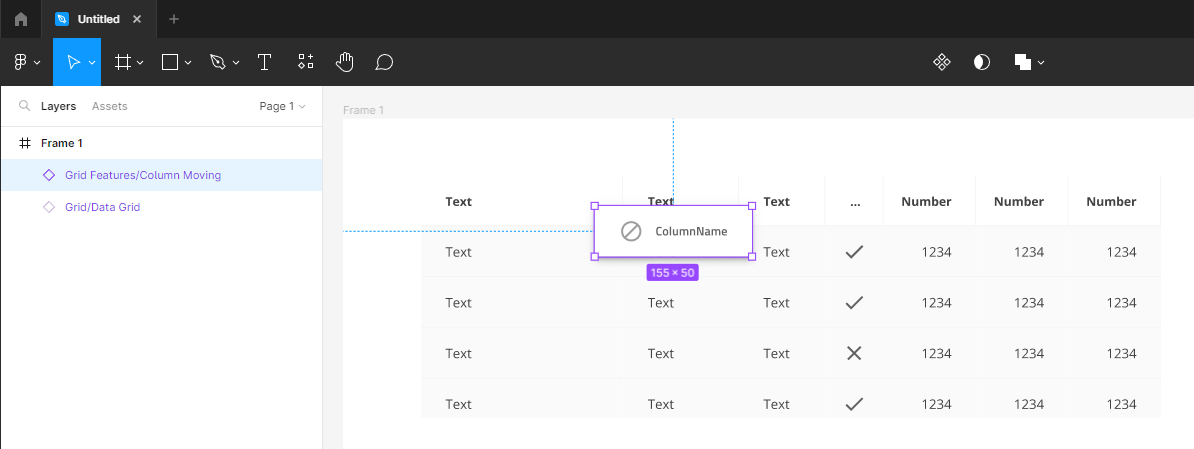 Untitled
Layers Assets Page 1
Frame 1
Frame 1
Grid Features/Column Moving
Grid/Data Grid
Text Text Text ... Number Number Number
ColumnName
155 × 50
Text Text 1234 1234 1234
Text Text Text 1234 1234 1234
Text Text Text 1234 1234 1234
Text Text Text 1234 1234 1234